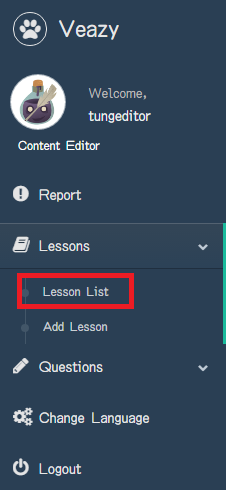 Veazy
Welcome,
tungeditor
Content Editor
Report
Lessons
Lesson List
Add Lesson
Questions
Change Language
Logout